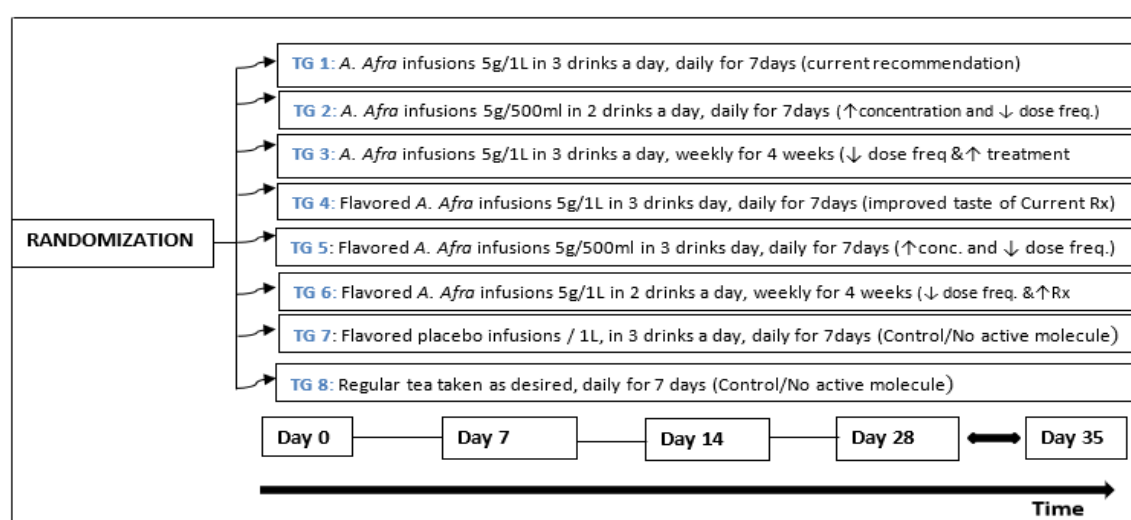 TG 1: A. Afra infusions 5g/1L in 3 drinks a day, daily for 7days (current recommendation)
TG 2: A. Afra infusions 5g/500ml in 2 drinks a day, daily for 7days (↑concentration and ↓ dose freq.)
TG 3: A. Afra infusions 5g/1L in 3 drinks a day, weekly for 4 weeks (↓ dose freq &↑ treatment
TG 4: Flavored A. Afra infusions 5g/1L in 3 drinks day, daily for 7days (improved taste of Current Rx)
RANDOMIZATION
TG 5: Flavored A. Afra infusions 5g/500ml in 3 drinks day, daily for 7days (↑conc. and ↓ dose freq.)
TG 6: Flavored A. Afra infusions 5g/1L in 2 drinks a day, weekly for 4 weeks (↓ dose freq. &↑Rx
TG 7: Flavored placebo infusions / 1L, in 3 drinks a day, daily for 7days (Control/No active molecule)
TG 8: Regular tea taken as desired, daily for 7 days (Control/No active molecule)
Day 0 Day 7 Day 14 Day 28 Day 35
Time